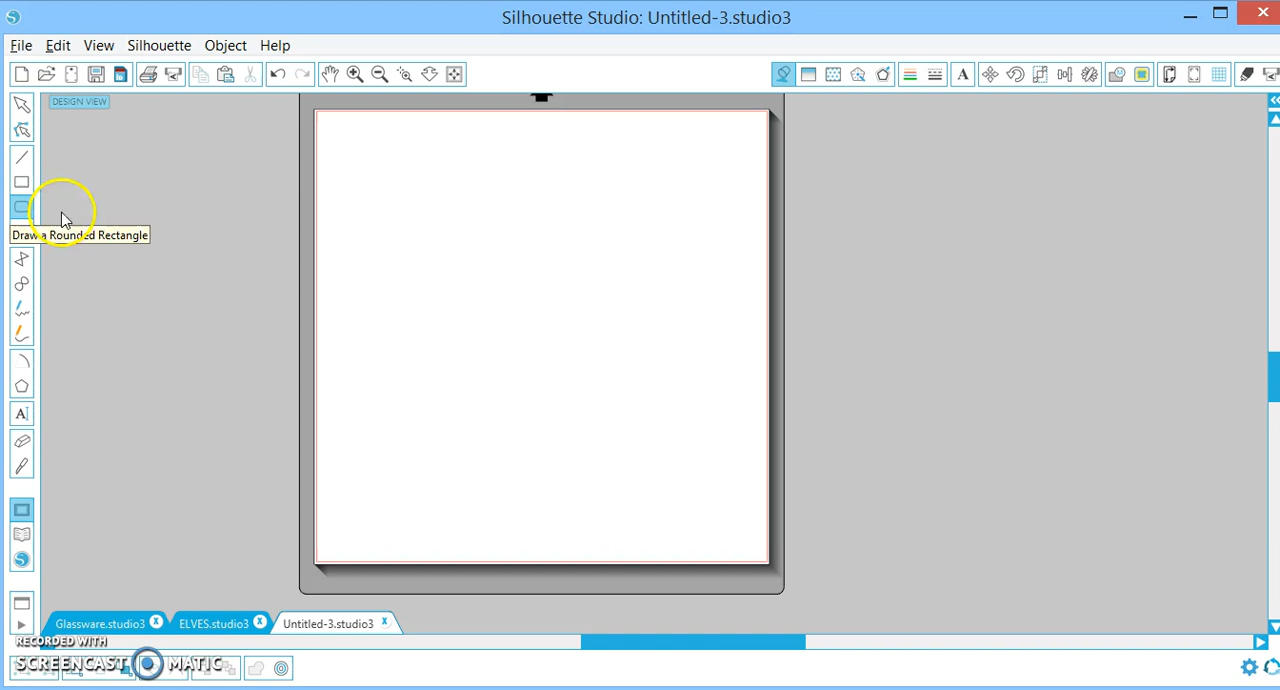 Silhouette Studio: Untitled-3.studio3
File Edit View Silhouette Object Help
DESIGN VIEW
Draw a Rounded Rectangle
Glassware.studio3 ELVES.studio3 Untitled-3.studio3
RECORDED WITH
SCREENCAST MATIC